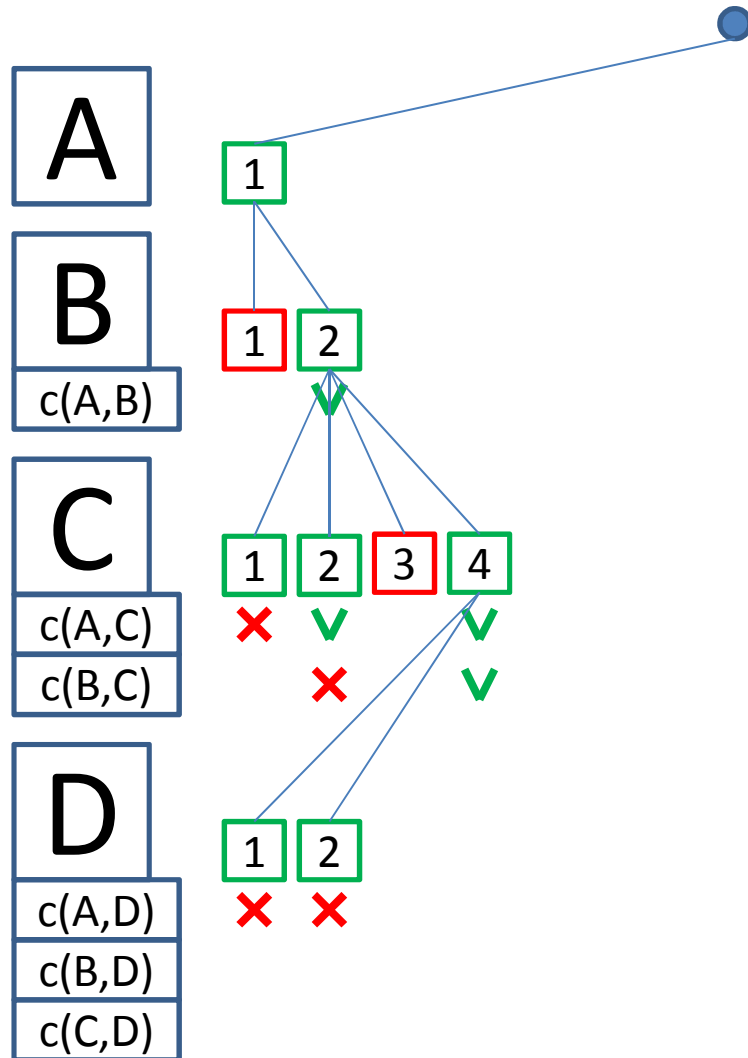 A
1
B
1 2
c(A,B)
C
1 2 3 4
c(A,C)
c(B,C)
D
1 2
c(A,D)
c(B,D)
c(C,D)